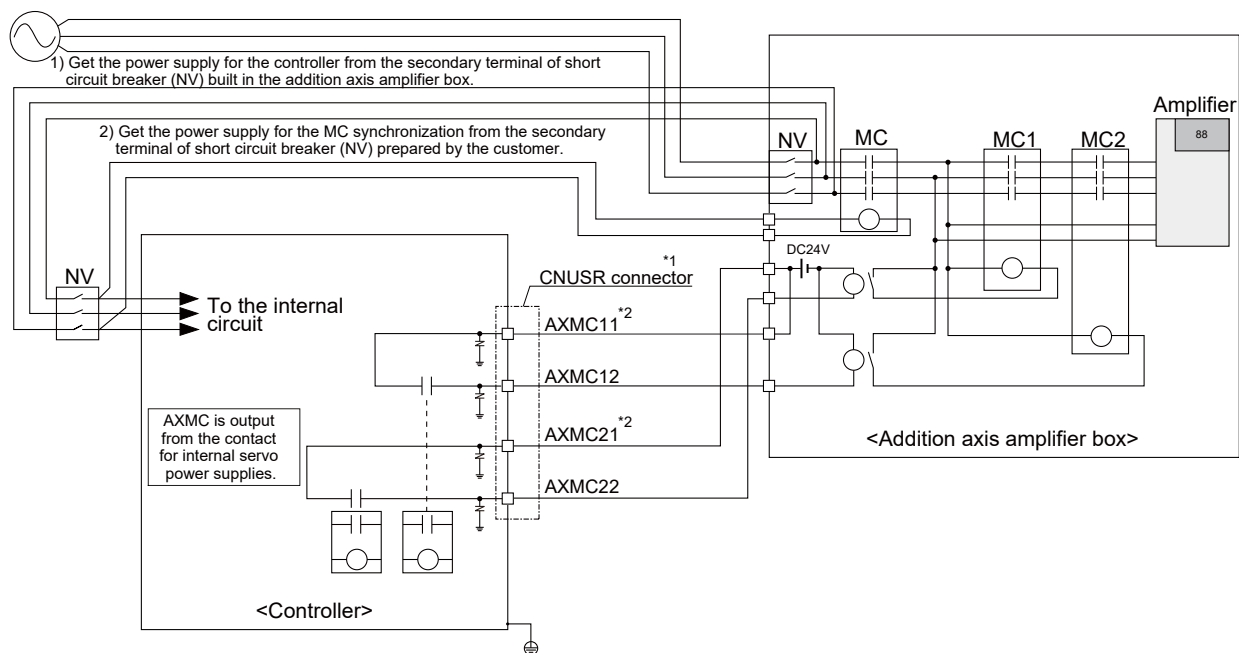 1) Get the power supply for the controller from the secondary terminal of short
circuit breaker (NV) built in the addition axis amplifier box.
2) Get the power supply for the MC synchronization from the secondary
terminal of short circuit breaker (NV) prepared by the customer.
Amplifier
88
NV
MC
MC1
MC2
DC24V
NV
To the internal
circuit
*1
CNUSR connector
AXMC11*2
AXMC12
AXMC21*2
AXMC22
AXMC is output
from the contact
for internal servo
power supplies.
<Addition axis amplifier box>
<Controller>